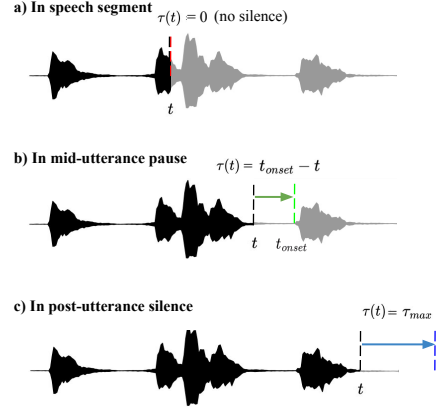 a) In speech segment
τ(t) = 0 (no silence)
t
b) In mid-utterance pause
τ(t) = t_onset − t
t t_onset
c) In post-utterance silence
τ(t) = τ_max
t